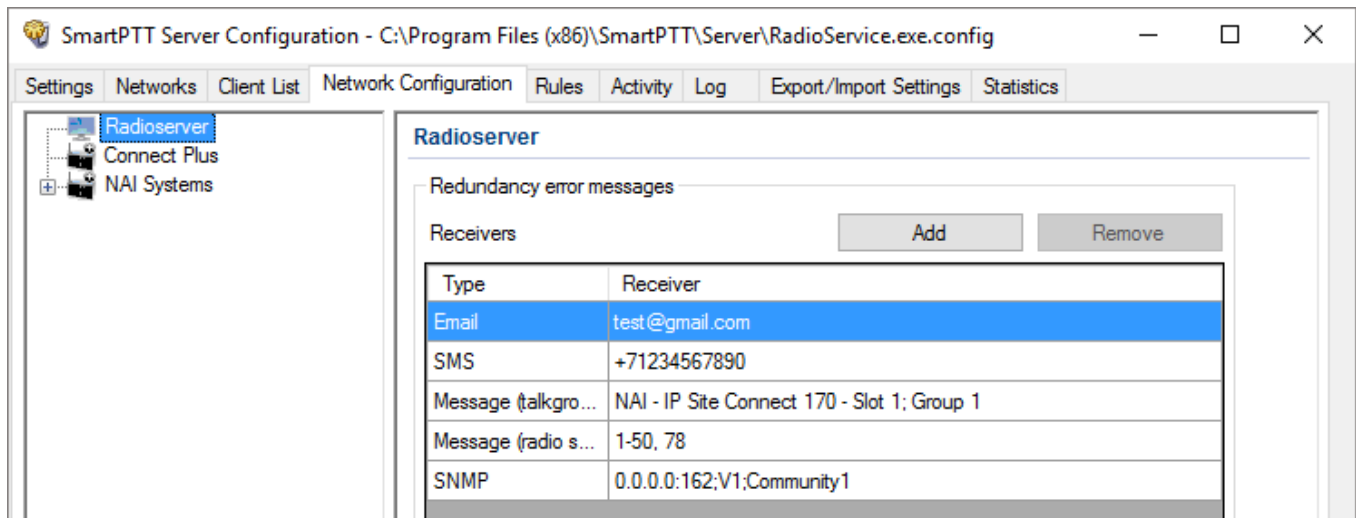 SmartPTT Server Configuration - C:\Program Files (x86)\SmartPTT\Server\RadioService.exe.config
Settings Networks Client List Network Configuration Rules Activity Log Export/Import Settings Statistics
Radioserver
Connect Plus
NAI Systems
Radioserver
Redundancy error messages
Receivers Add Remove
Type Receiver
Email test@gmail.com
SMS +71234567890
Message (talkgro... NAI - IP Site Connect 170 - Slot 1; Group 1
Message (radio s... 1-50, 78
SNMP 0.0.0.0:162;V1;Community1